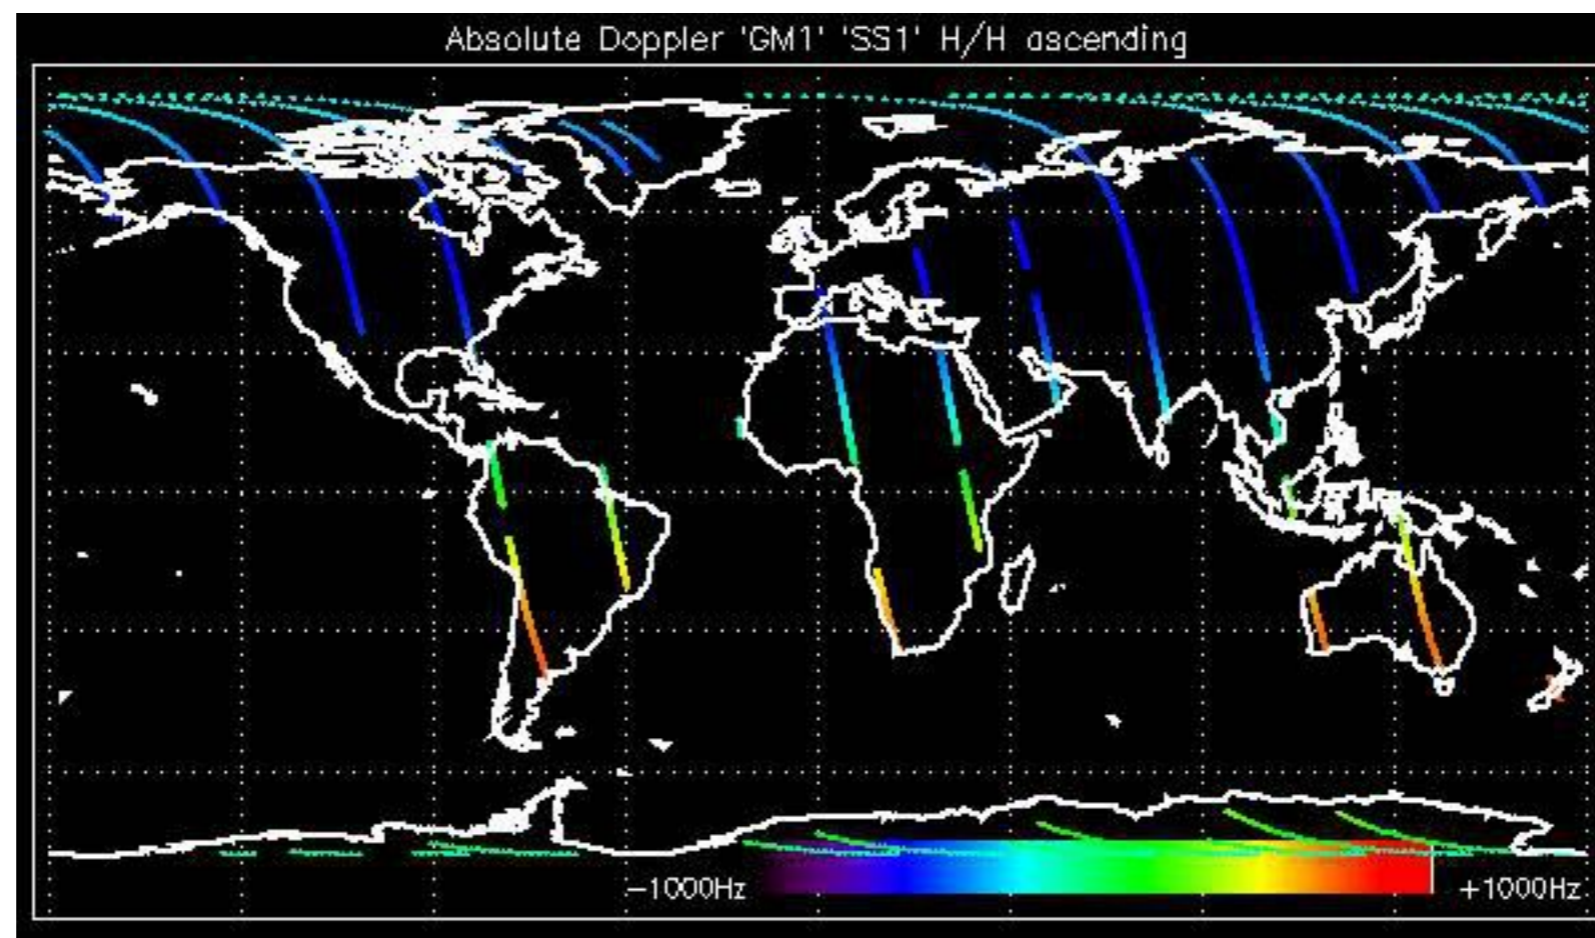 Absolute Doppler 'GM1' 'SS1' H/H ascending
-1000Hz
+1000Hz